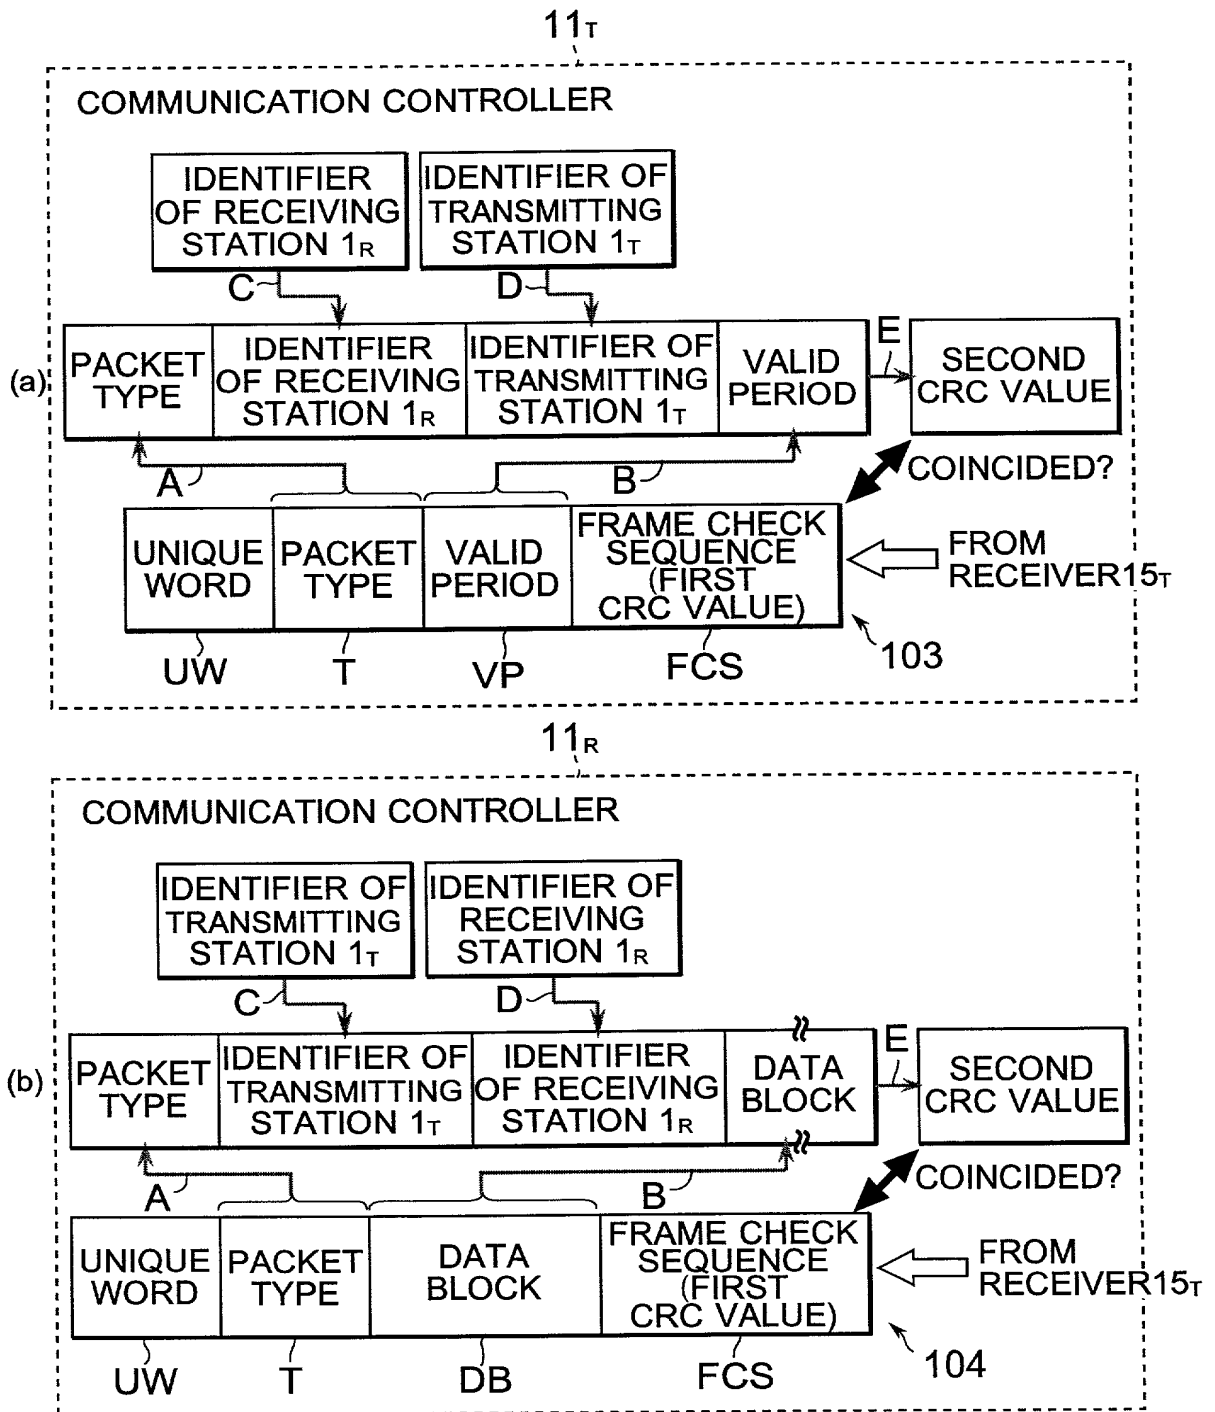 11T
COMMUNICATION CONTROLLER
IDENTIFIER
OF RECEIVING
STATION 1R
IDENTIFIER OF
TRANSMITTING
STATION 1T
C
D
(a)
PACKET
TYPE
IDENTIFIER
OF RECEIVING
STATION 1R
IDENTIFIER OF
TRANSMITTING
STATION 1T
VALID
PERIOD
E
SECOND
CRC VALUE
A
B
COINCIDED?
UNIQUE
WORD
PACKET
TYPE
VALID
PERIOD
FRAME CHECK
SEQUENCE
(FIRST
CRC VALUE)
FROM
RECEIVER15T
UW
T
VP
FCS
103
11R
COMMUNICATION CONTROLLER
IDENTIFIER OF
TRANSMITTING
STATION 1T
IDENTIFIER OF
RECEIVING
STATION 1R
C
D
(b)
PACKET
TYPE
IDENTIFIER OF
TRANSMITTING
STATION 1T
IDENTIFIER
OF RECEIVING
STATION 1R
DATA
BLOCK
E
SECOND
CRC VALUE
A
B
COINCIDED?
UNIQUE
WORD
PACKET
TYPE
DATA
BLOCK
FRAME CHECK
SEQUENCE
(FIRST
CRC VALUE)
FROM
RECEIVER15T
UW
T
DB
FCS
104